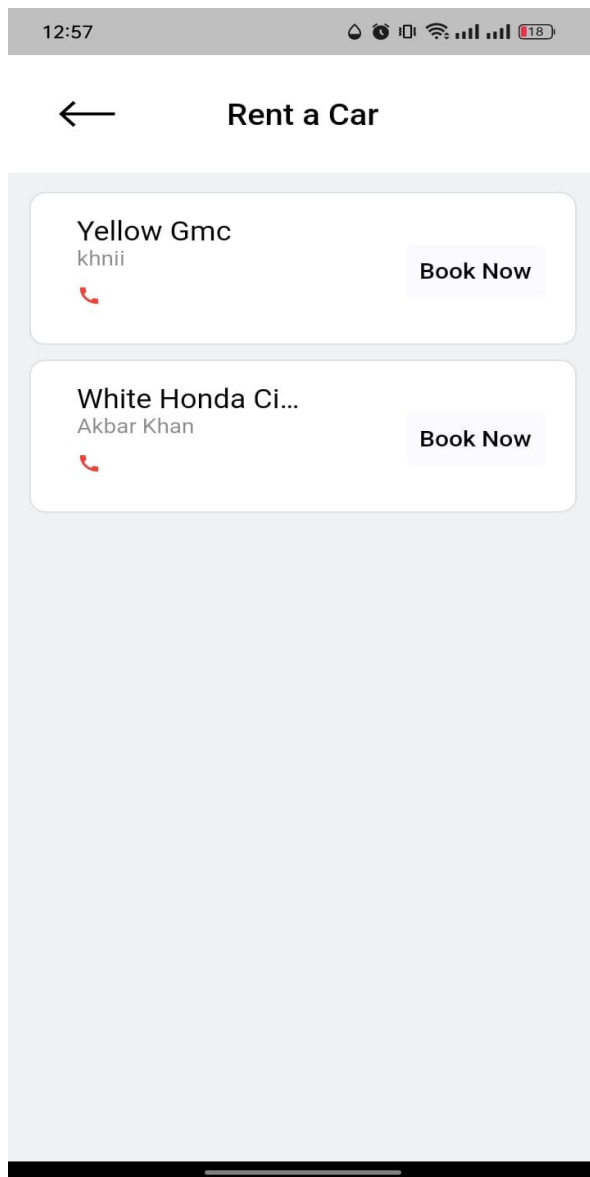 12:57
18
Rent a Car
Yellow Gmc
khnii
Book Now
White Honda Ci...
Akbar Khan
Book Now